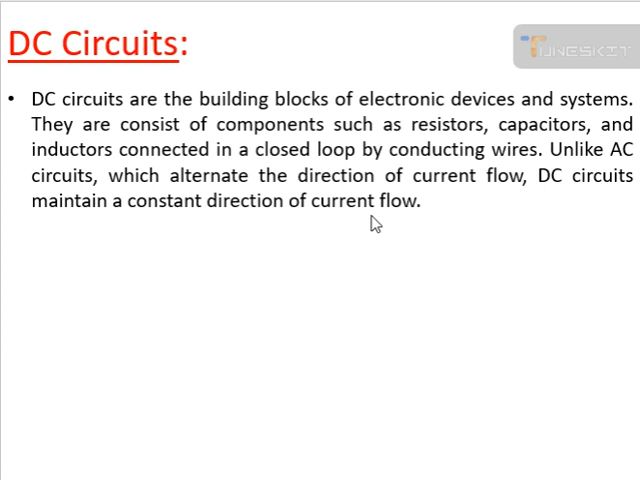 DC Circuits:
TUNESKIT
• DC circuits are the building blocks of electronic devices and systems.
They are consist of components such as resistors, capacitors, and
inductors connected in a closed loop by conducting wires. Unlike AC
circuits, which alternate the direction of current flow, DC circuits
maintain a constant direction of current flow.